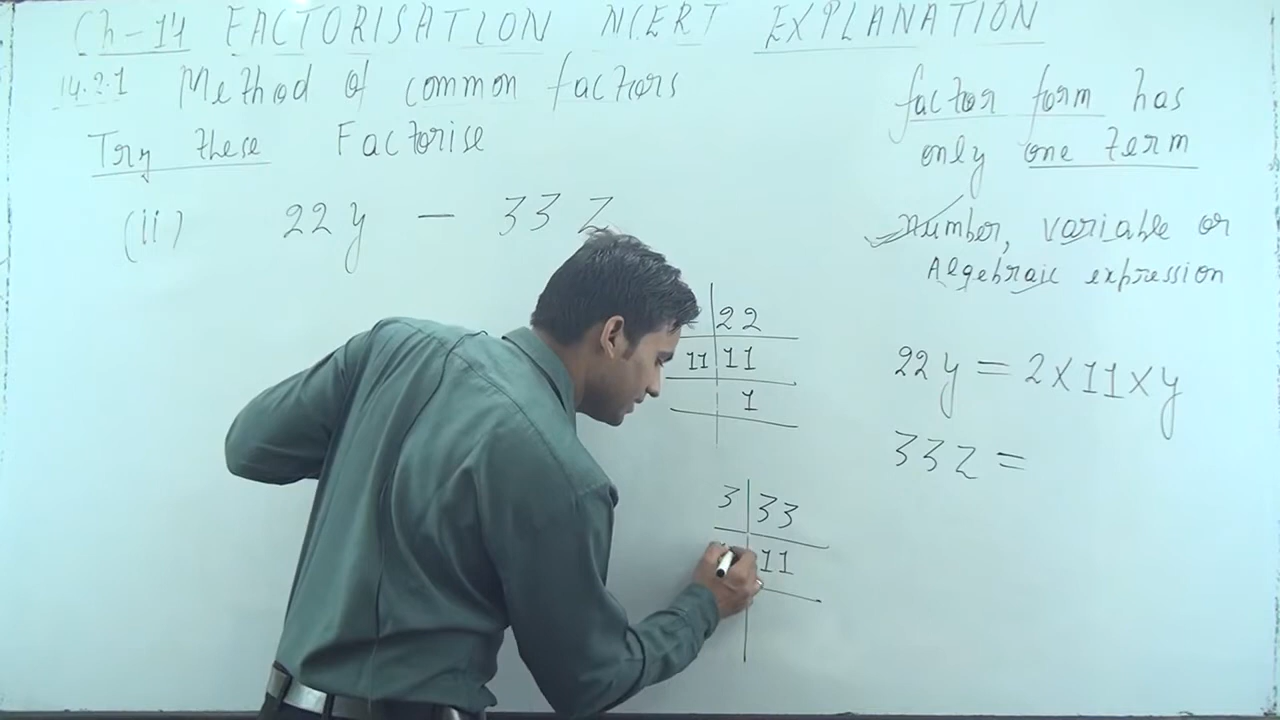 Ch-14 FACTORISATION NCERT EXPLANATION
14.2.1 Method of common factors
Try these Factorise
(ii) 22y - 33z
factor form has
only one term
Number, variable or
Algebraic expression
22
11 11
1
22y = 2x11xy
33z =
3 33
11